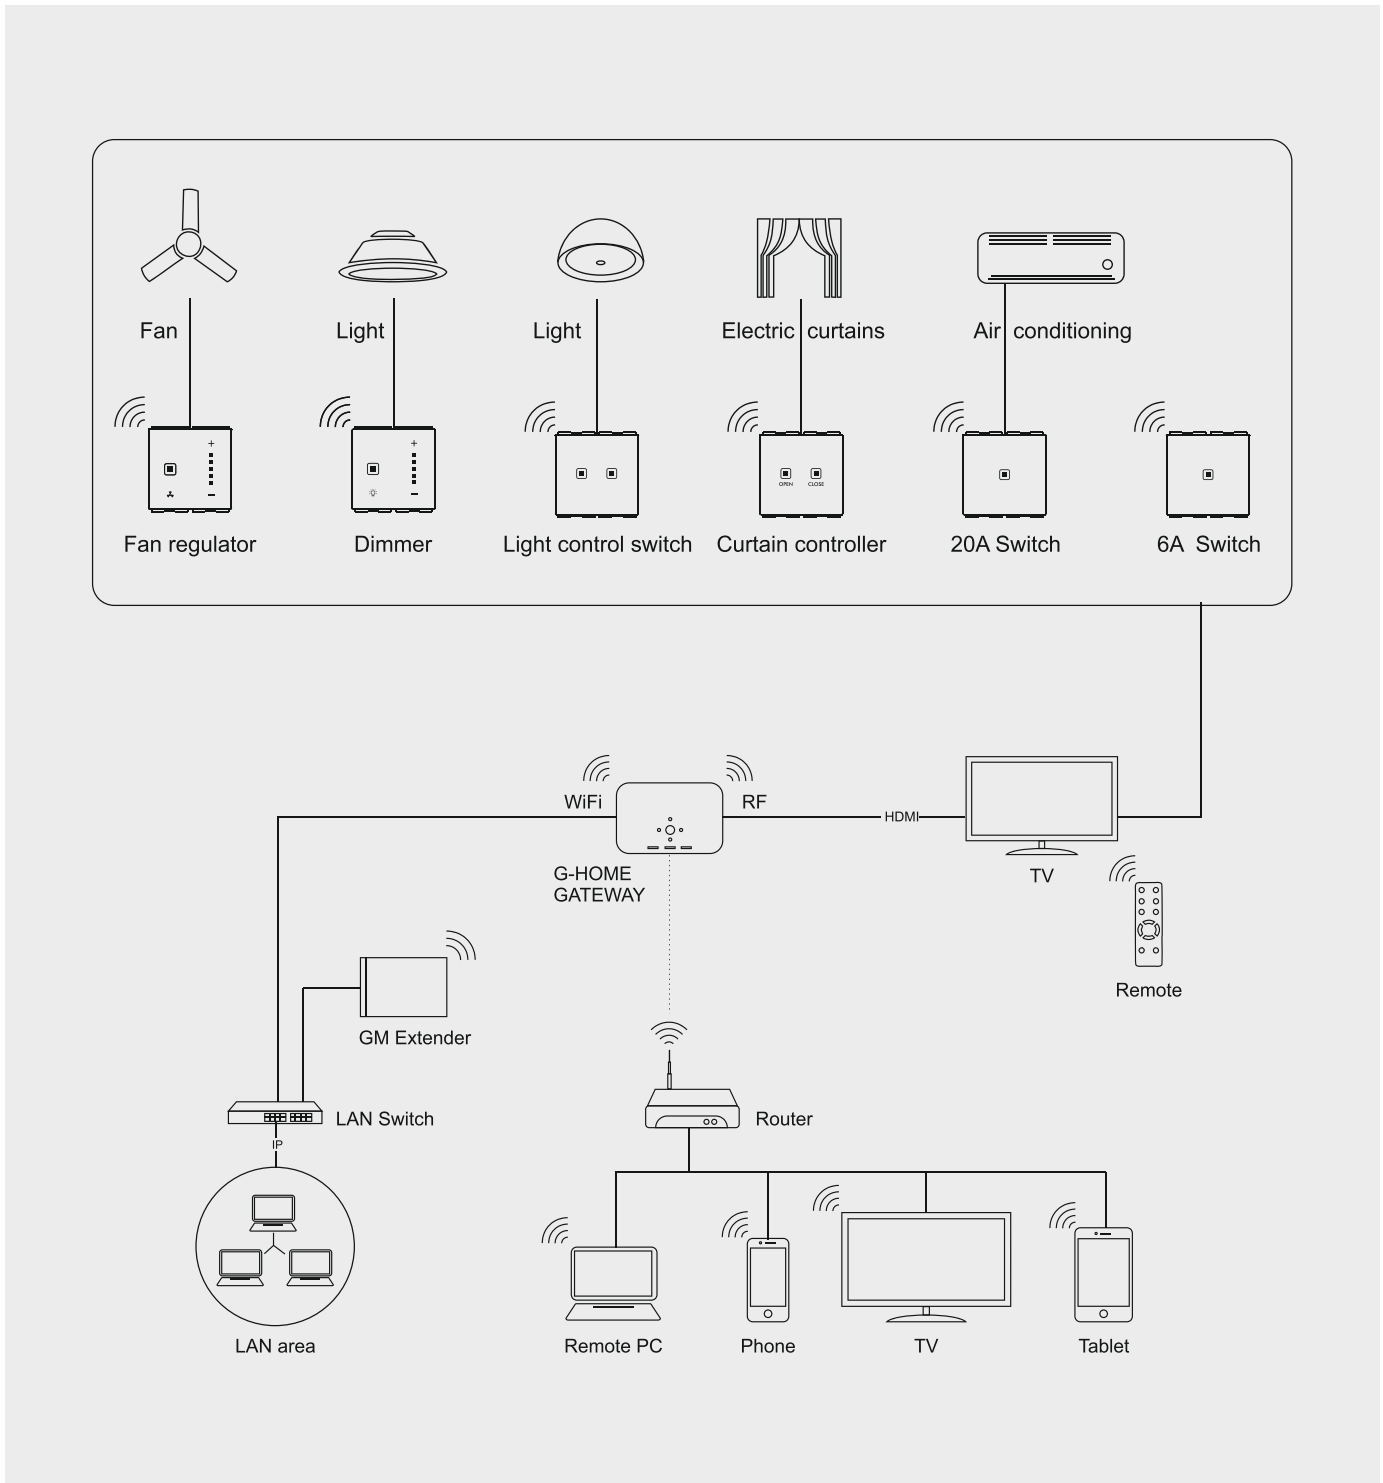 Fan
Light
Light
Electric curtains
Air conditioning
OPEN
CLOSE
Fan regulator
Dimmer
Light control switch
Curtain controller
20A Switch
6A Switch
WiFi
RF
HDMI
G-HOME
GATEWAY
TV
Remote
GM Extender
LAN Switch
Router
IP
LAN area
Remote PC
Phone
TV
Tablet